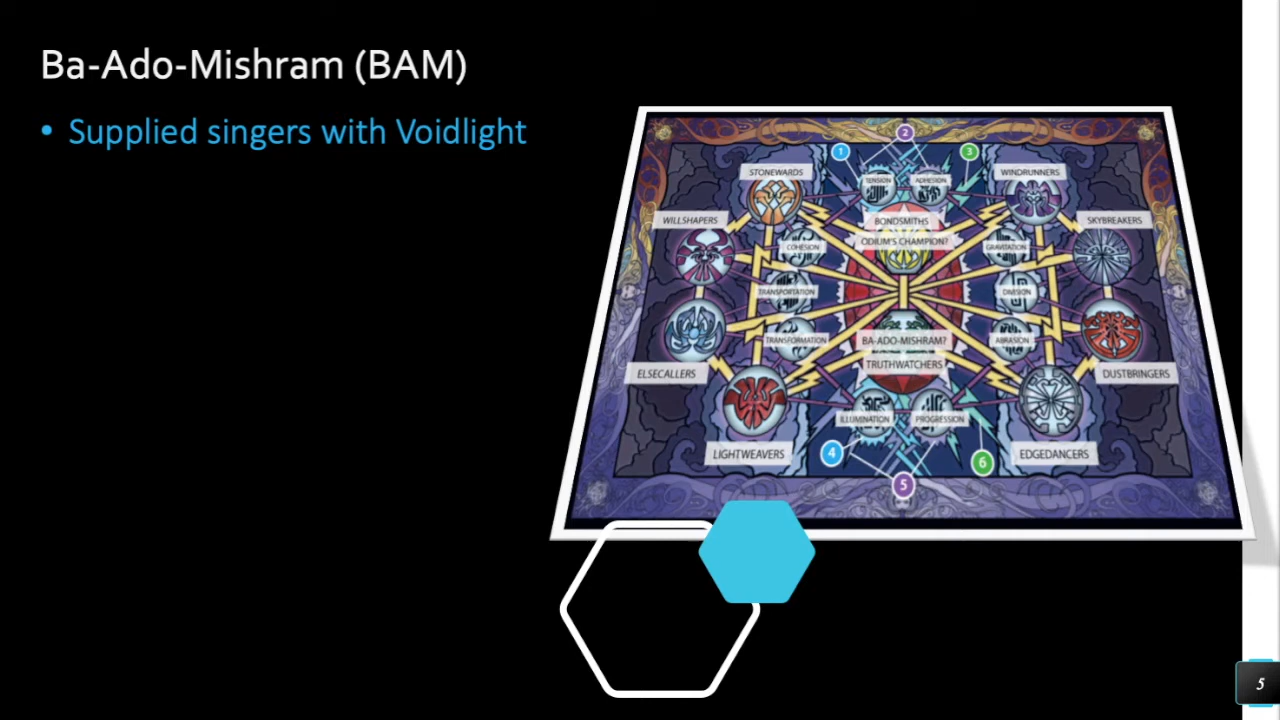 Ba-Ado-Mishram (BAM)
• Supplied singers with Voidlight
2
1
3
STONEWARDS
TENSION
ADHESION
WINDRUNNERS
WILLSHAPERS
BONDSMITHS
SKYBREAKERS
COHESION
ODIUM'S CHAMPION?
GRAVITATION
TRANSPORTATION
DIVISION
TRANSFORMATION
BA-ADO-MISHRAM?
ABRASION
TRUTHWATCHERS
ELSECALLERS
DUSTBRINGERS
ILLUMINATION
PROGRESSION
LIGHTWEAVERS
4
6
EDGEDANCERS
5
5